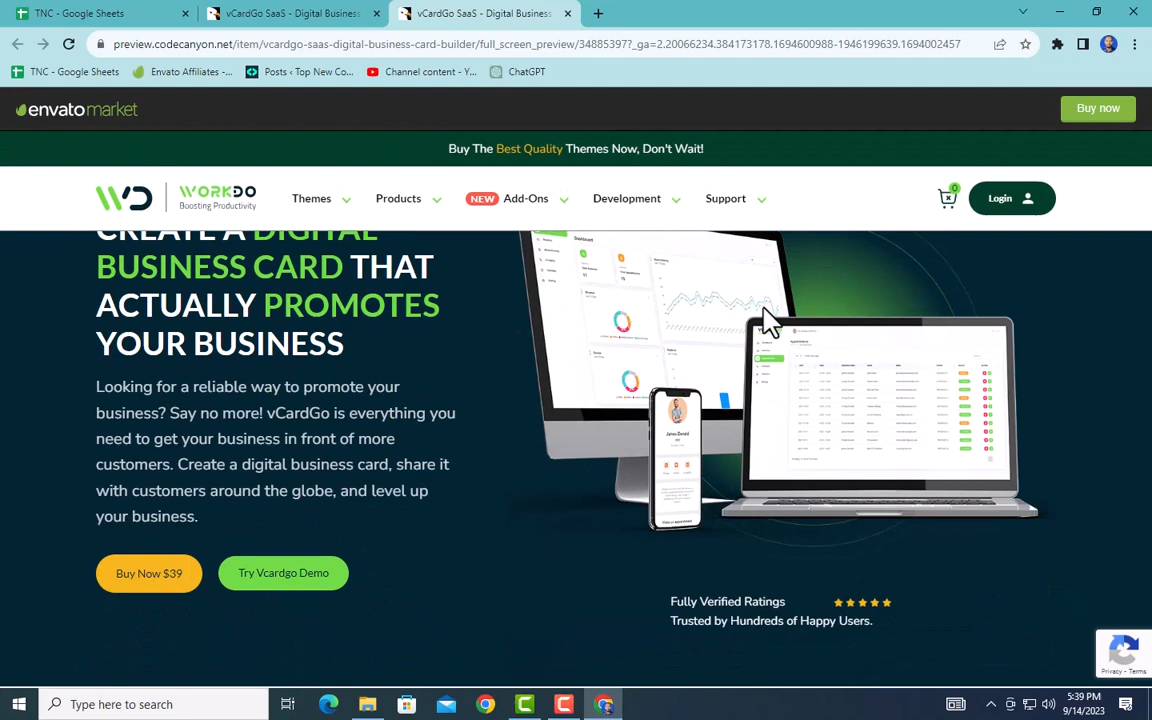 TNC - Google Sheets
vCardGo SaaS - Digital Business
vCardGo SaaS - Digital Business
preview.codecanyon.net/item/vcardgo-saas-digital-business-card-builder/full_screen_preview/34885397?_ga=2.20066234.384173178.1694600988-1946199639.1694002457
TNC - Google Sheets
Envato Affiliates -...
Posts ‹ Top New Co...
Channel content - Y...
ChatGPT
envatomarket
Buy now
Buy The Best Quality Themes Now, Don't Wait!
WORKDO
Boosting Productivity
Themes
Products
NEW Add-Ons
Development
Support
0
Login
CREATE A DIGITAL
BUSINESS CARD THAT
ACTUALLY PROMOTES
YOUR BUSINESS
Looking for a reliable way to promote your
business? Say no more! vCardGo is everything you
need to get your business in front of more
customers. Create a digital business card, share it
with customers around the globe, and level up
your business.
Buy Now $39
Try Vcardgo Demo
Dashboard
James Donald
Fully Verified Ratings
Trusted by Hundreds of Happy Users.
Privacy - Terms
Type here to search
5:39 PM
9/14/2023